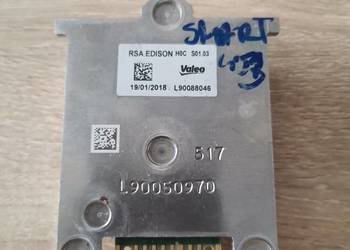 RSA EDISON H0C S01.03
Valeo
19/01/2018 L90088046
SMART
453
517
L90050970